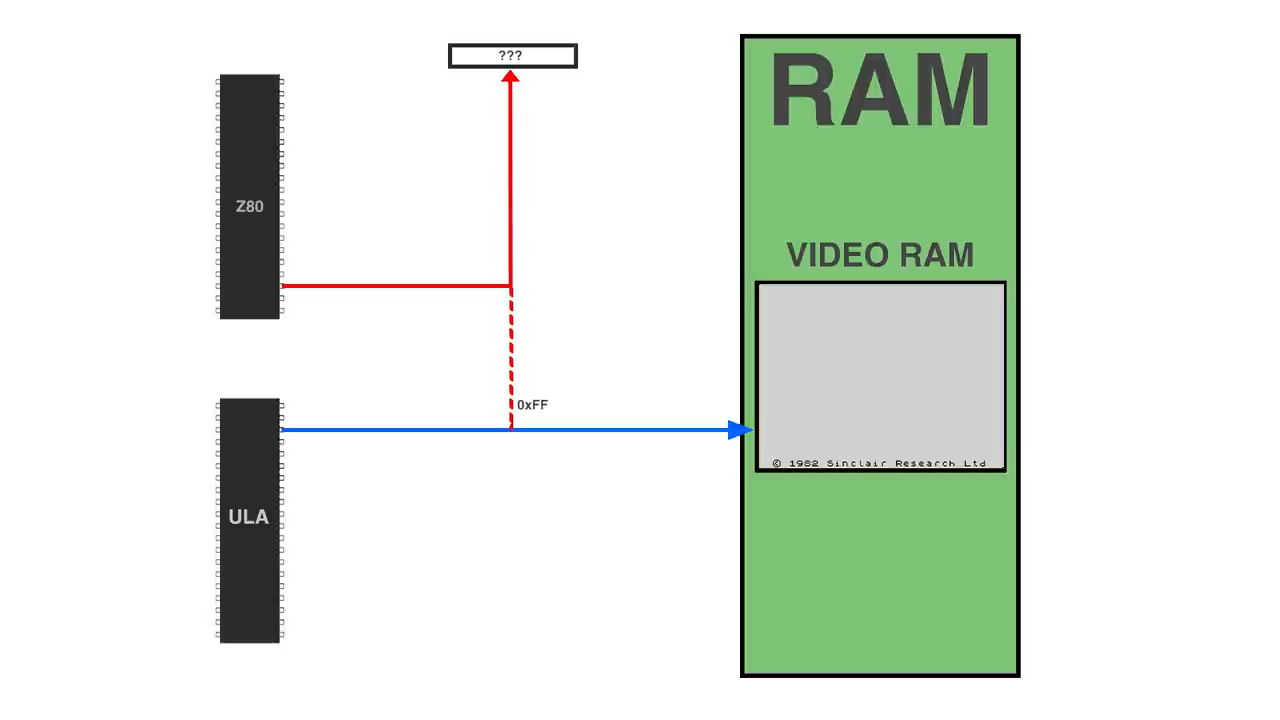 ???
RAM
Z80
VIDEO RAM
0xFF
© 1982 Sinclair Research Ltd
ULA